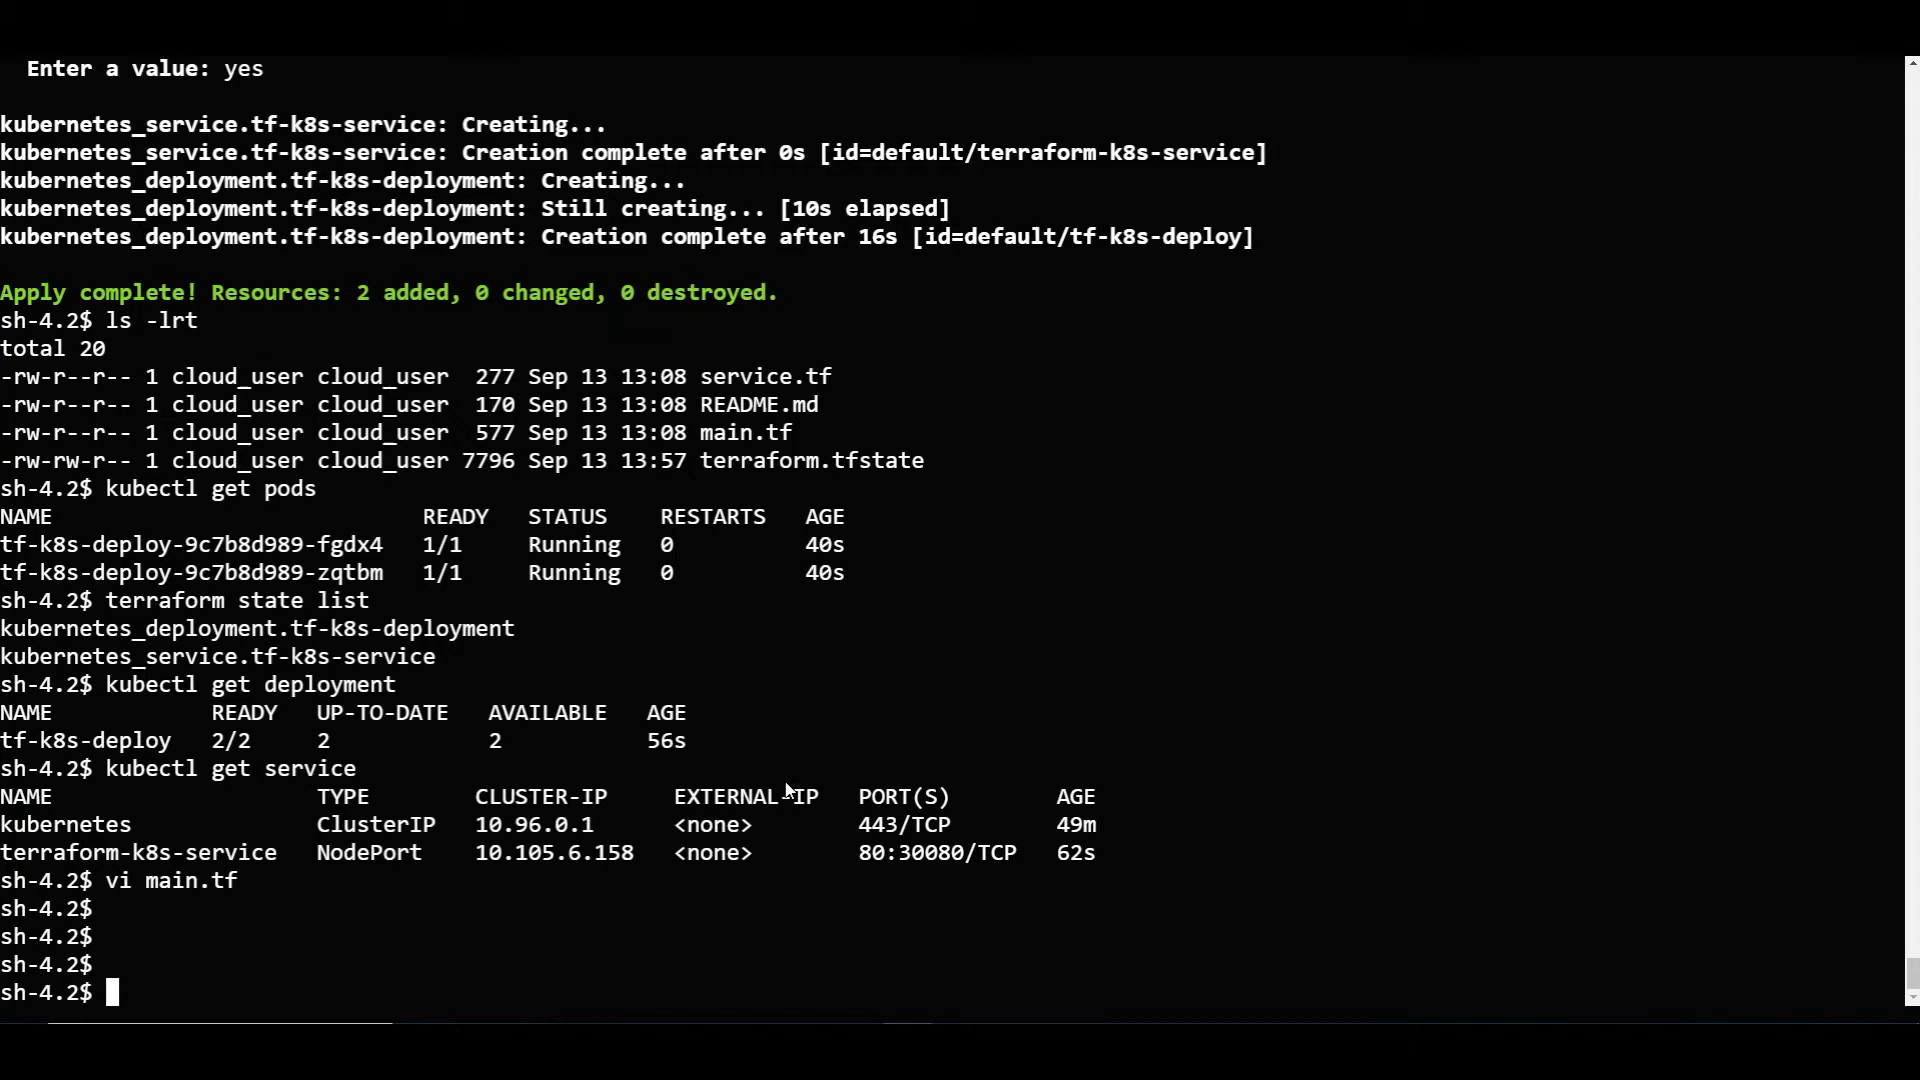 Enter a value: yes
kubernetes_service.tf-k8s-service: Creating...
kubernetes_service.tf-k8s-service: Creation complete after 0s [id=default/terraform-k8s-service]
kubernetes_deployment.tf-k8s-deployment: Creating...
kubernetes_deployment.tf-k8s-deployment: Still creating... [10s elapsed]
kubernetes_deployment.tf-k8s-deployment: Creation complete after 16s [id=default/tf-k8s-deploy]
Apply complete! Resources: 2 added, 0 changed, 0 destroyed.
sh-4.2$ ls -lrt
total 20
-rw-r--r-- 1 cloud_user cloud_user  277 Sep 13 13:08 service.tf
-rw-r--r-- 1 cloud_user cloud_user  170 Sep 13 13:08 README.md
-rw-r--r-- 1 cloud_user cloud_user  577 Sep 13 13:08 main.tf
-rw-rw-r-- 1 cloud_user cloud_user 7796 Sep 13 13:57 terraform.tfstate
sh-4.2$ kubectl get pods
NAME                            READY   STATUS    RESTARTS   AGE
tf-k8s-deploy-9c7b8d989-fgdx4   1/1     Running   0          40s
tf-k8s-deploy-9c7b8d989-zqtbm   1/1     Running   0          40s
sh-4.2$ terraform state list
kubernetes_deployment.tf-k8s-deployment
kubernetes_service.tf-k8s-service
sh-4.2$ kubectl get deployment
NAME            READY   UP-TO-DATE   AVAILABLE   AGE
tf-k8s-deploy   2/2     2            2           56s
sh-4.2$ kubectl get service
NAME                    TYPE        CLUSTER-IP     EXTERNAL-IP   PORT(S)        AGE
kubernetes              ClusterIP   10.96.0.1      <none>        443/TCP        49m
terraform-k8s-service   NodePort    10.105.6.158   <none>        80:30080/TCP   62s
sh-4.2$ vi main.tf
sh-4.2$
sh-4.2$
sh-4.2$
sh-4.2$